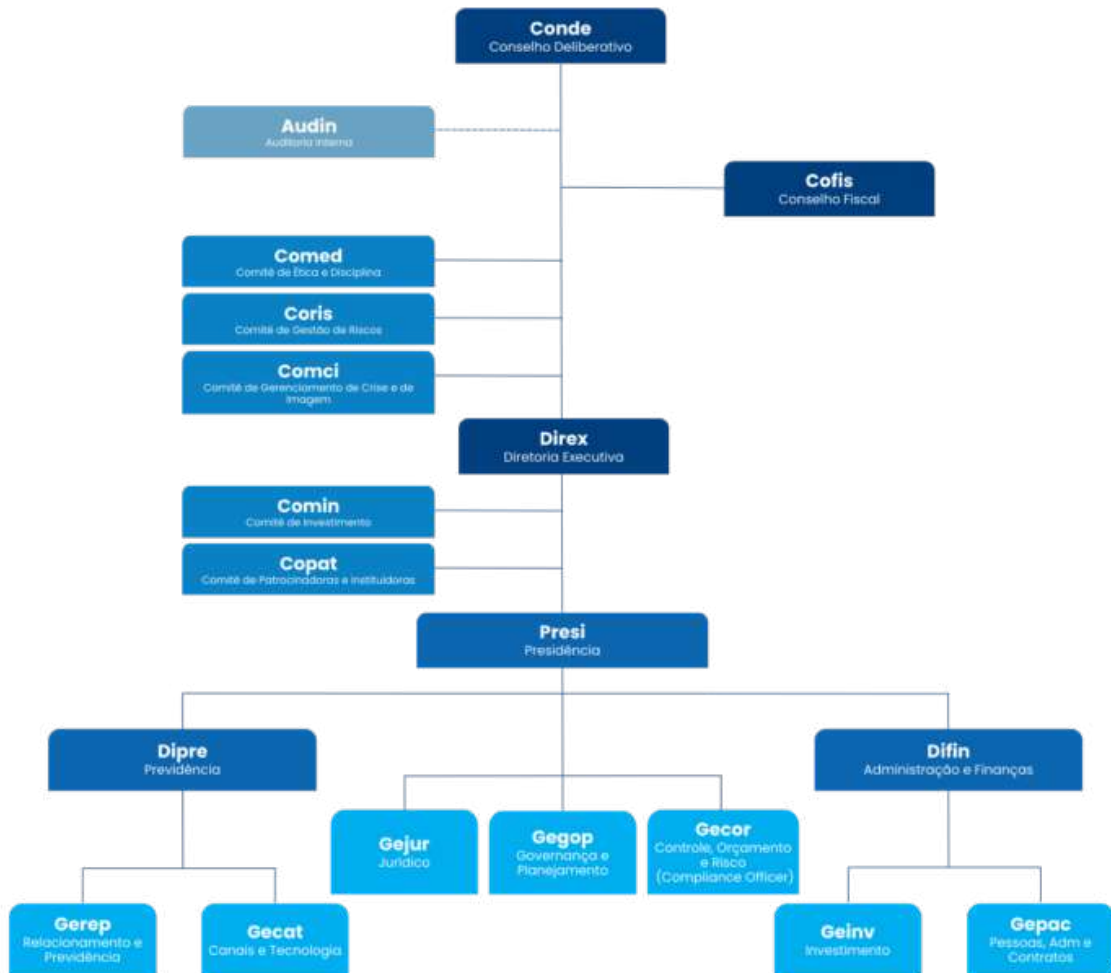 Conde
Conselho Deliberativo
Audin
Auditoria Interna
Cofis
Conselho Fiscal
Comed
Comitê de Ética e Disciplina
Coris
Comitê de Gestão de Riscos
Comci
Comitê de Gerenciamento de Crise e de
Imagem
Direx
Diretoria Executiva
Comin
Comitê de Investimento
Copat
Comitê de Patrocinadoras e Instituidoras
Presi
Presidência
Dipre
Previdência
Difin
Administração e Finanças
Gejur
Jurídico
Gegop
Governança e
Planejamento
Gecor
Controle, Orçamento
e Risco
(Compliance Officer)
Gerep
Relacionamento e
Previdência
Gecat
Canais e Tecnologia
Geinv
Investimento
Gepac
Pessoas, Adm e
Contratos